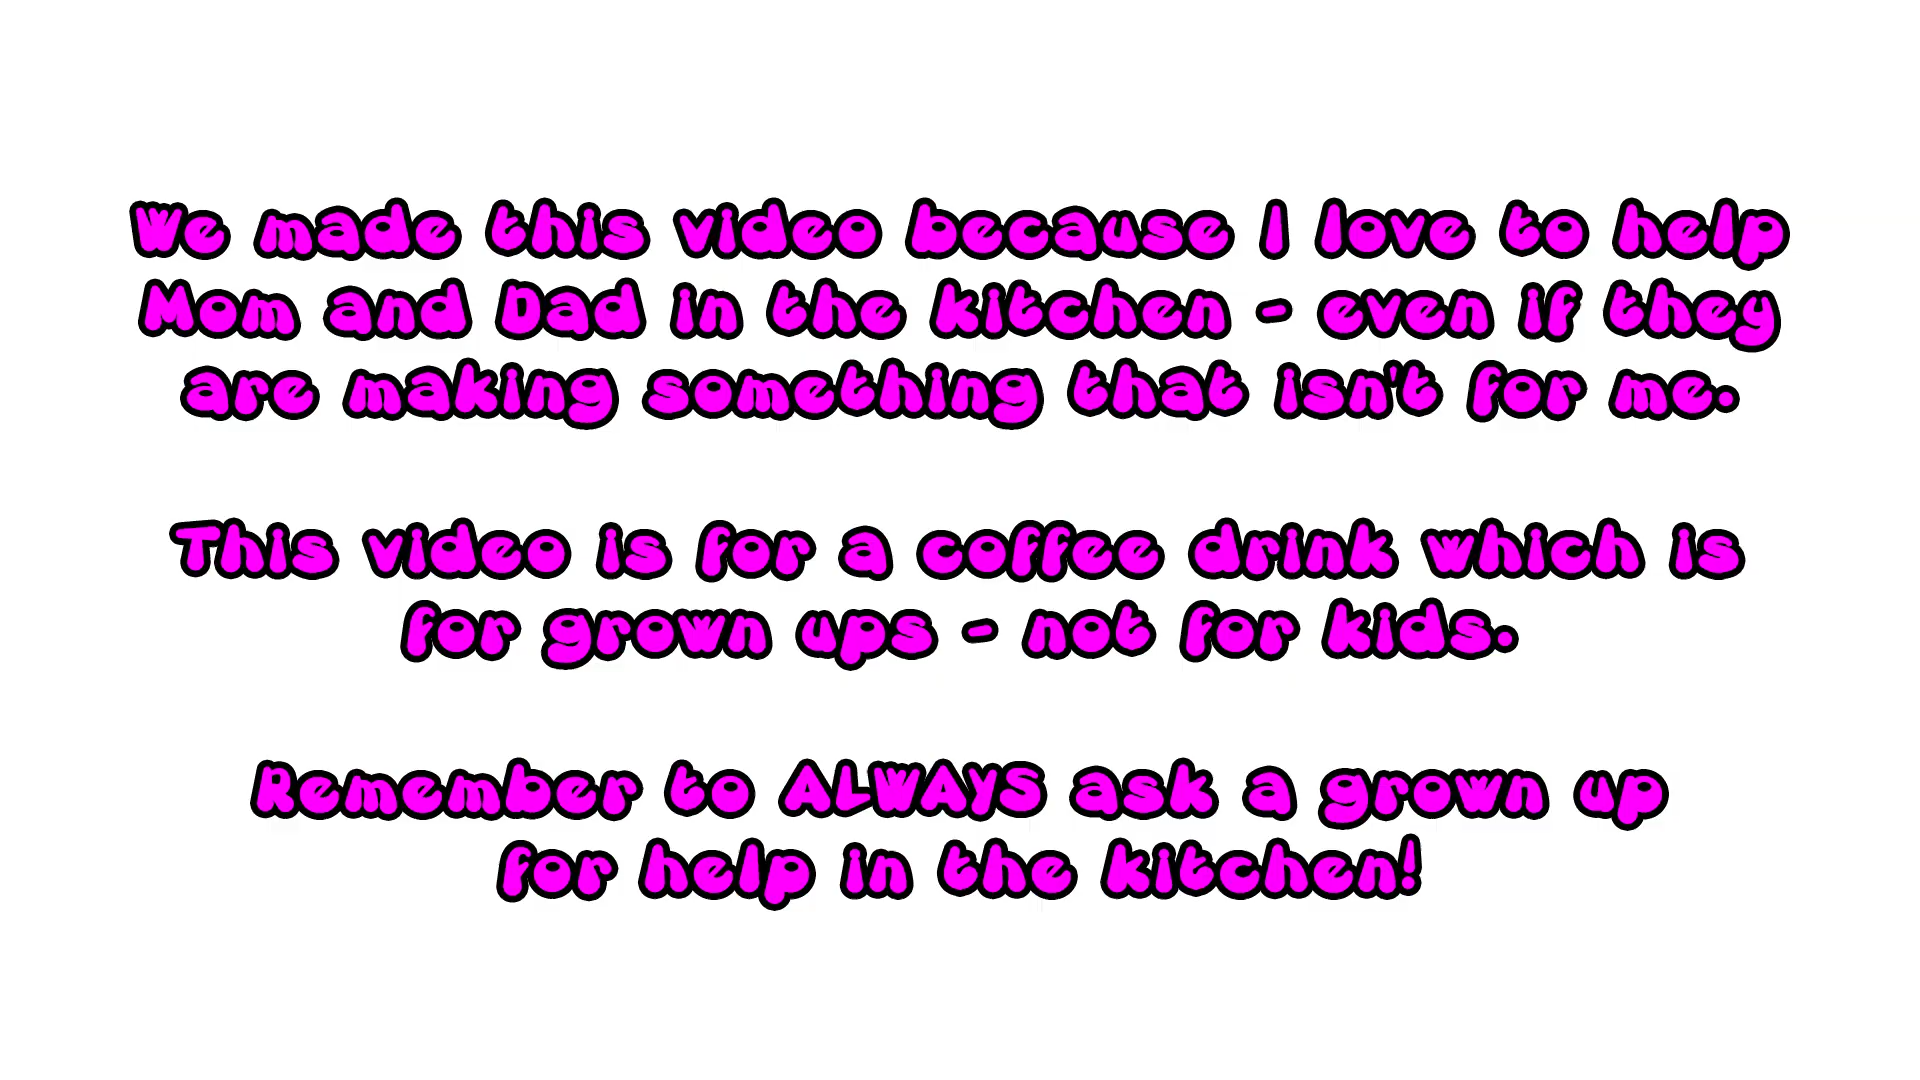 We made this video because I love to help
Mom and Dad in the kitchen - even if they
are making something that isn't for me.
This video is for a coffee drink which is
for grown ups - not for kids.
Remember to ALWAYS ask a grown up
for help in the kitchen!